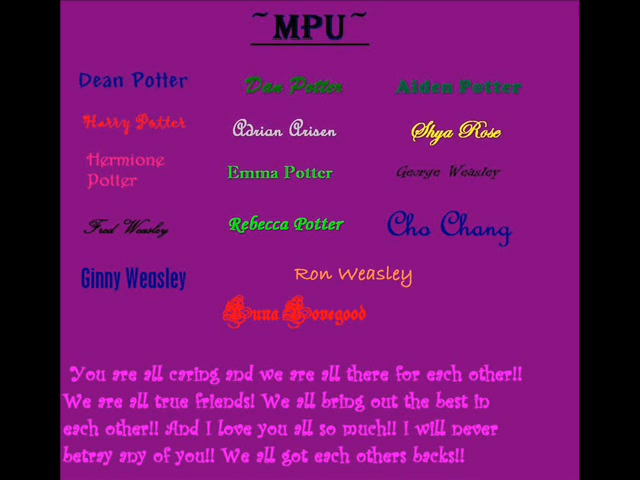 ~MPU~
Dean Potter
Dan Potter
Aiden Potter
Harry Potter
Adrian Arisen
Shya Rose
Hermione
Potter
Emma Potter
George Weasley
Fred Weasley
Rebecca Potter
Cho Chang
Ginny Weasley
Ron Weasley
Luna Lovegood
You are all caring and we are all there for each other!!
We are all true friends! We all bring out the best in
each other!! And I love you all so much!! I will never
betray any of you!! We all got each others backs!!